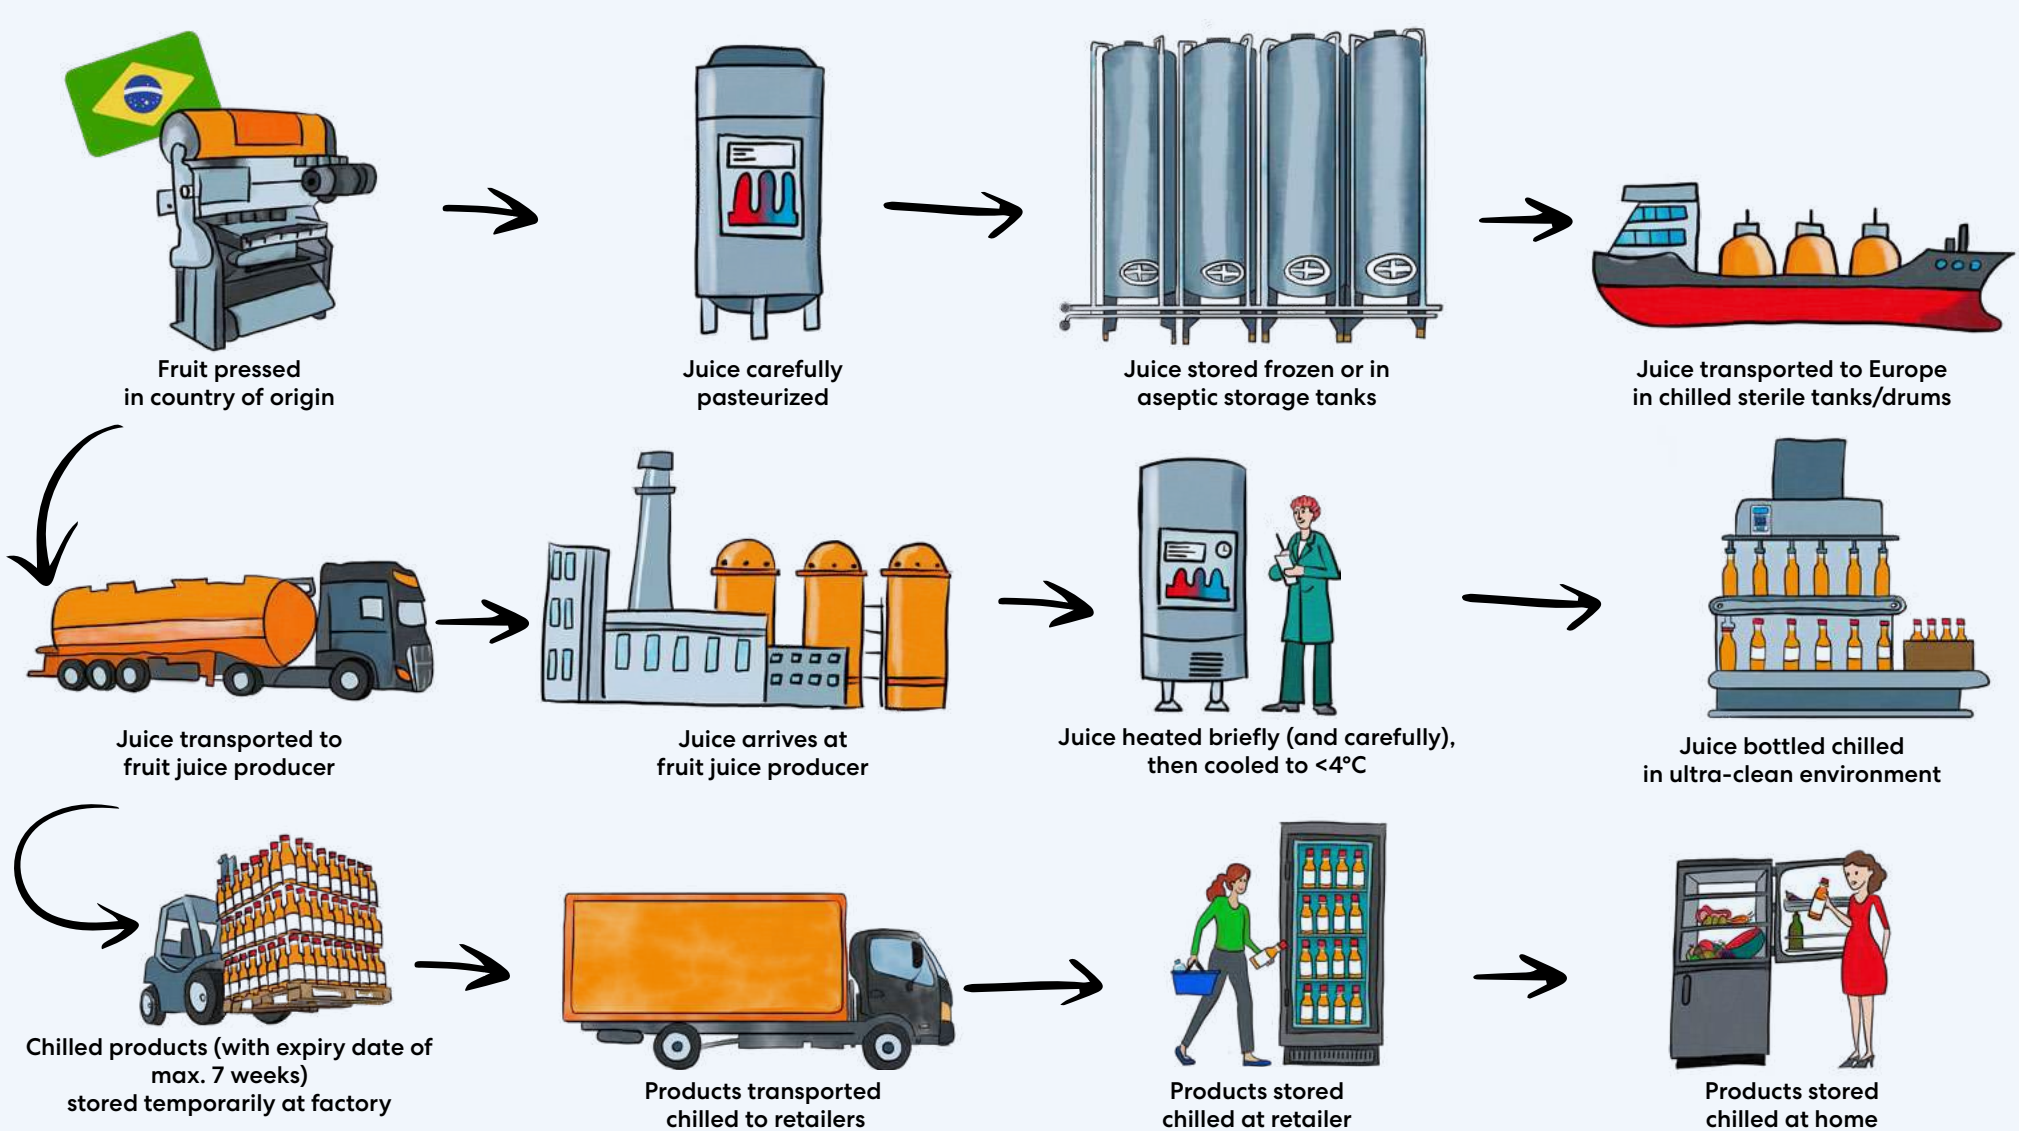 Fruit pressed
in country of origin
Juice carefully
pasteurized
Juice stored frozen or in
aseptic storage tanks
Juice transported to Europe
in chilled sterile tanks/drums
Juice transported to
fruit juice producer
Juice arrives at
fruit juice producer
Juice heated briefly (and carefully),
then cooled to <4°C
Juice bottled chilled
in ultra-clean environment
Chilled products (with expiry date of
max. 7 weeks)
stored temporarily at factory
Products transported
chilled to retailers
Products stored
chilled at retailer
Products stored
chilled at home